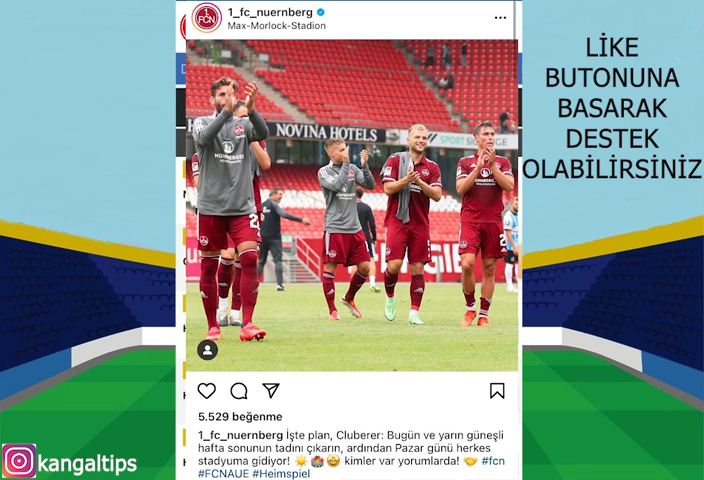 1_fc_nuernberg
Max-Morlock-Stadion
LİKE
BUTONUNA
BASARAK
DESTEK
OLABİLİRSİNİZ
NOVINA HOTELS
NÜRNBERGER
5.529 beğenme
1_fc_nuernberg İşte plan, Cluberer: Bugün ve yarın güneşli
hafta sonunun tadını çıkarın, ardından Pazar günü herkes
stadyuma gidiyor! ☀️🏟️🤩 kimler var yorumlarda! 🤝 #fcn
#FCNAUE #Heimspiel
kangaltips